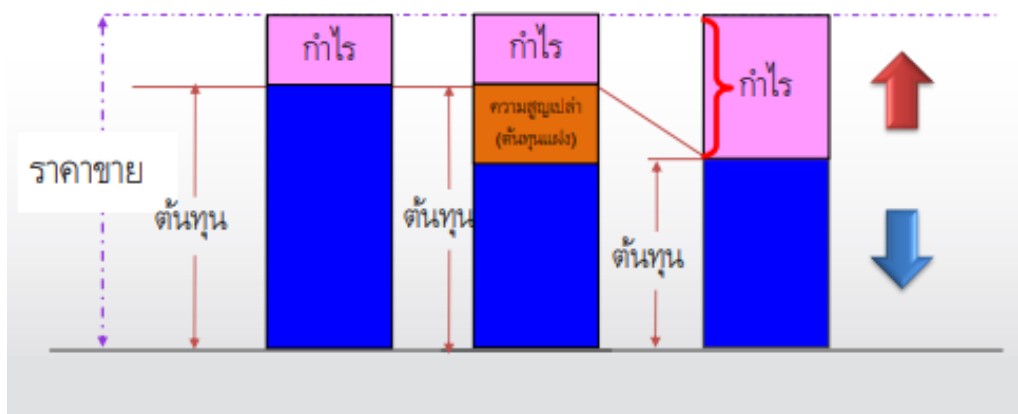 กำไร
กำไร
กำไร
ความสูญเปล่า
(ต้นทุนแฝง)
ราคาขาย
ต้นทุน
ต้นทุน
ต้นทุน